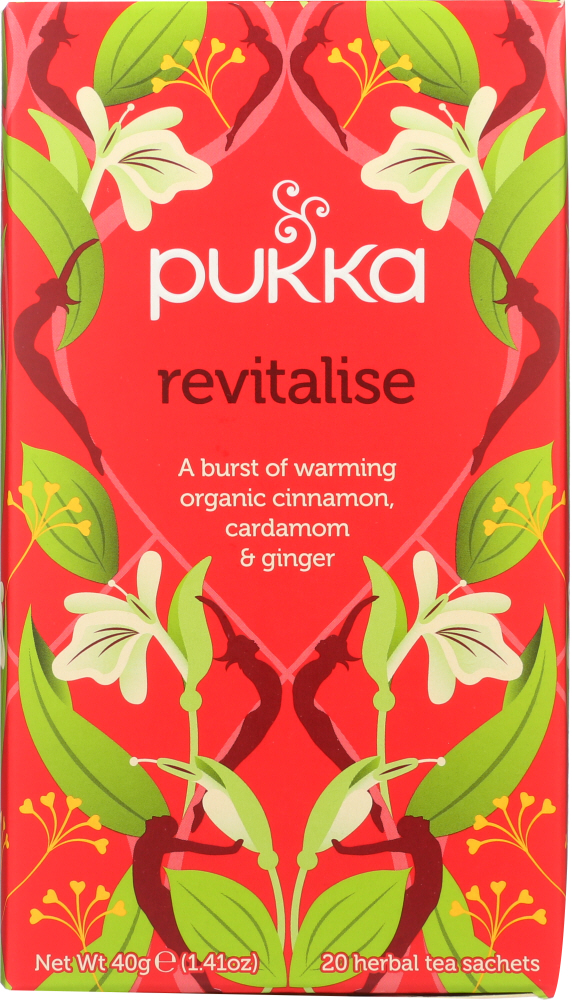 pukka
revitalise
A burst of warming
organic cinnamon,
cardamom
& ginger
Net Wt 40g ℮ (1.41oz)
20 herbal tea sachets